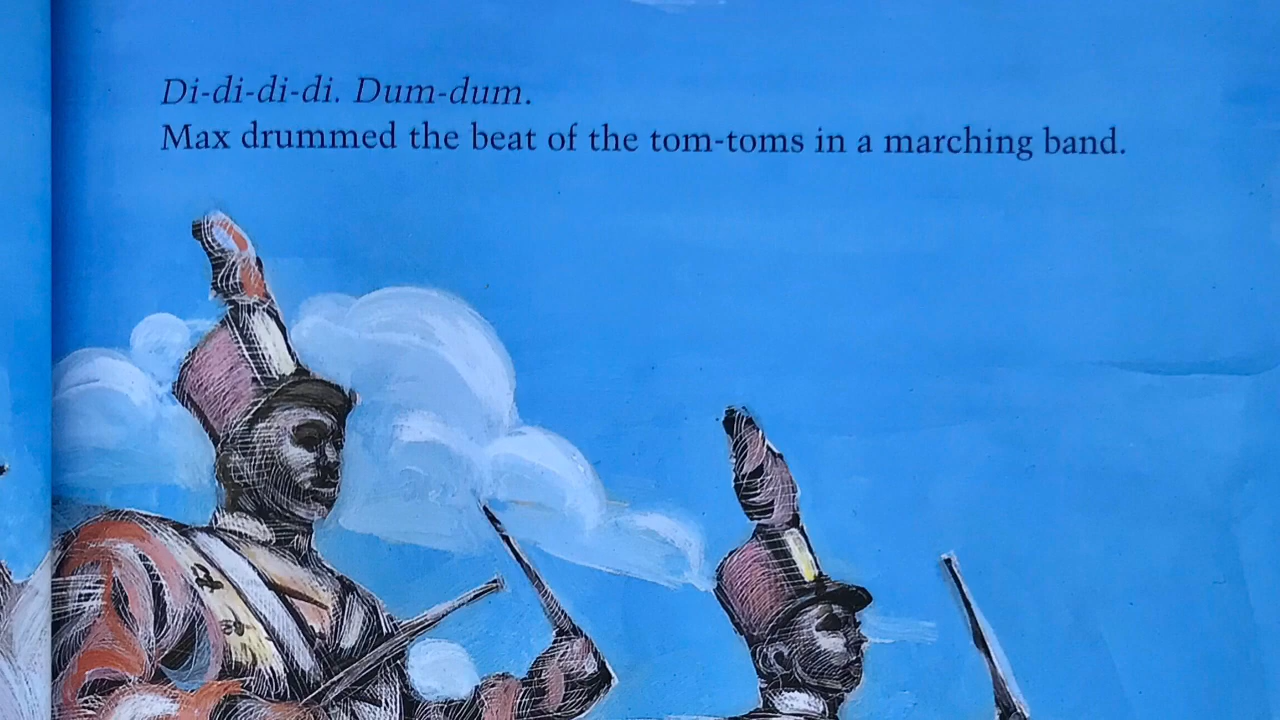 Di-di-di-di. Dum-dum.
Max drummed the beat of the tom-toms in a marching band.